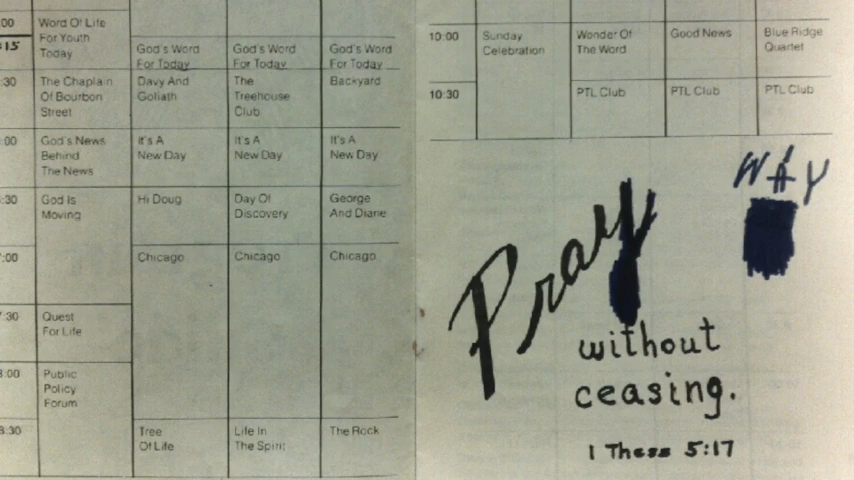 :00
Word Of Life
For Youth
Today
:15
God's Word
For Today
God's Word
For Today
God's Word
For Today
:30
The Chaplain
Of Bourbon
Street
Davy And
Goliath
The
Treehouse
Club
Backyard
:00
God's News
Behind
The News
It's A
New Day
It's A
New Day
It's A
New Day
:30
God Is
Moving
Hi Doug
Day Of
Discovery
George
And Diane
7:00
Chicago
Chicago
Chicago
7:30
Quest
For Life
8:00
Public
Policy
Forum
8:30
Tree
Of Life
Life In
The Spirit
The Rock
10:00
Sunday
Celebration
Wonder Of
The Word
Good News
Blue Ridge
Quartet
10:30
PTL Club
PTL Club
PTL Club
WAY
Pray
without
ceasing.
1 Thess 5:17